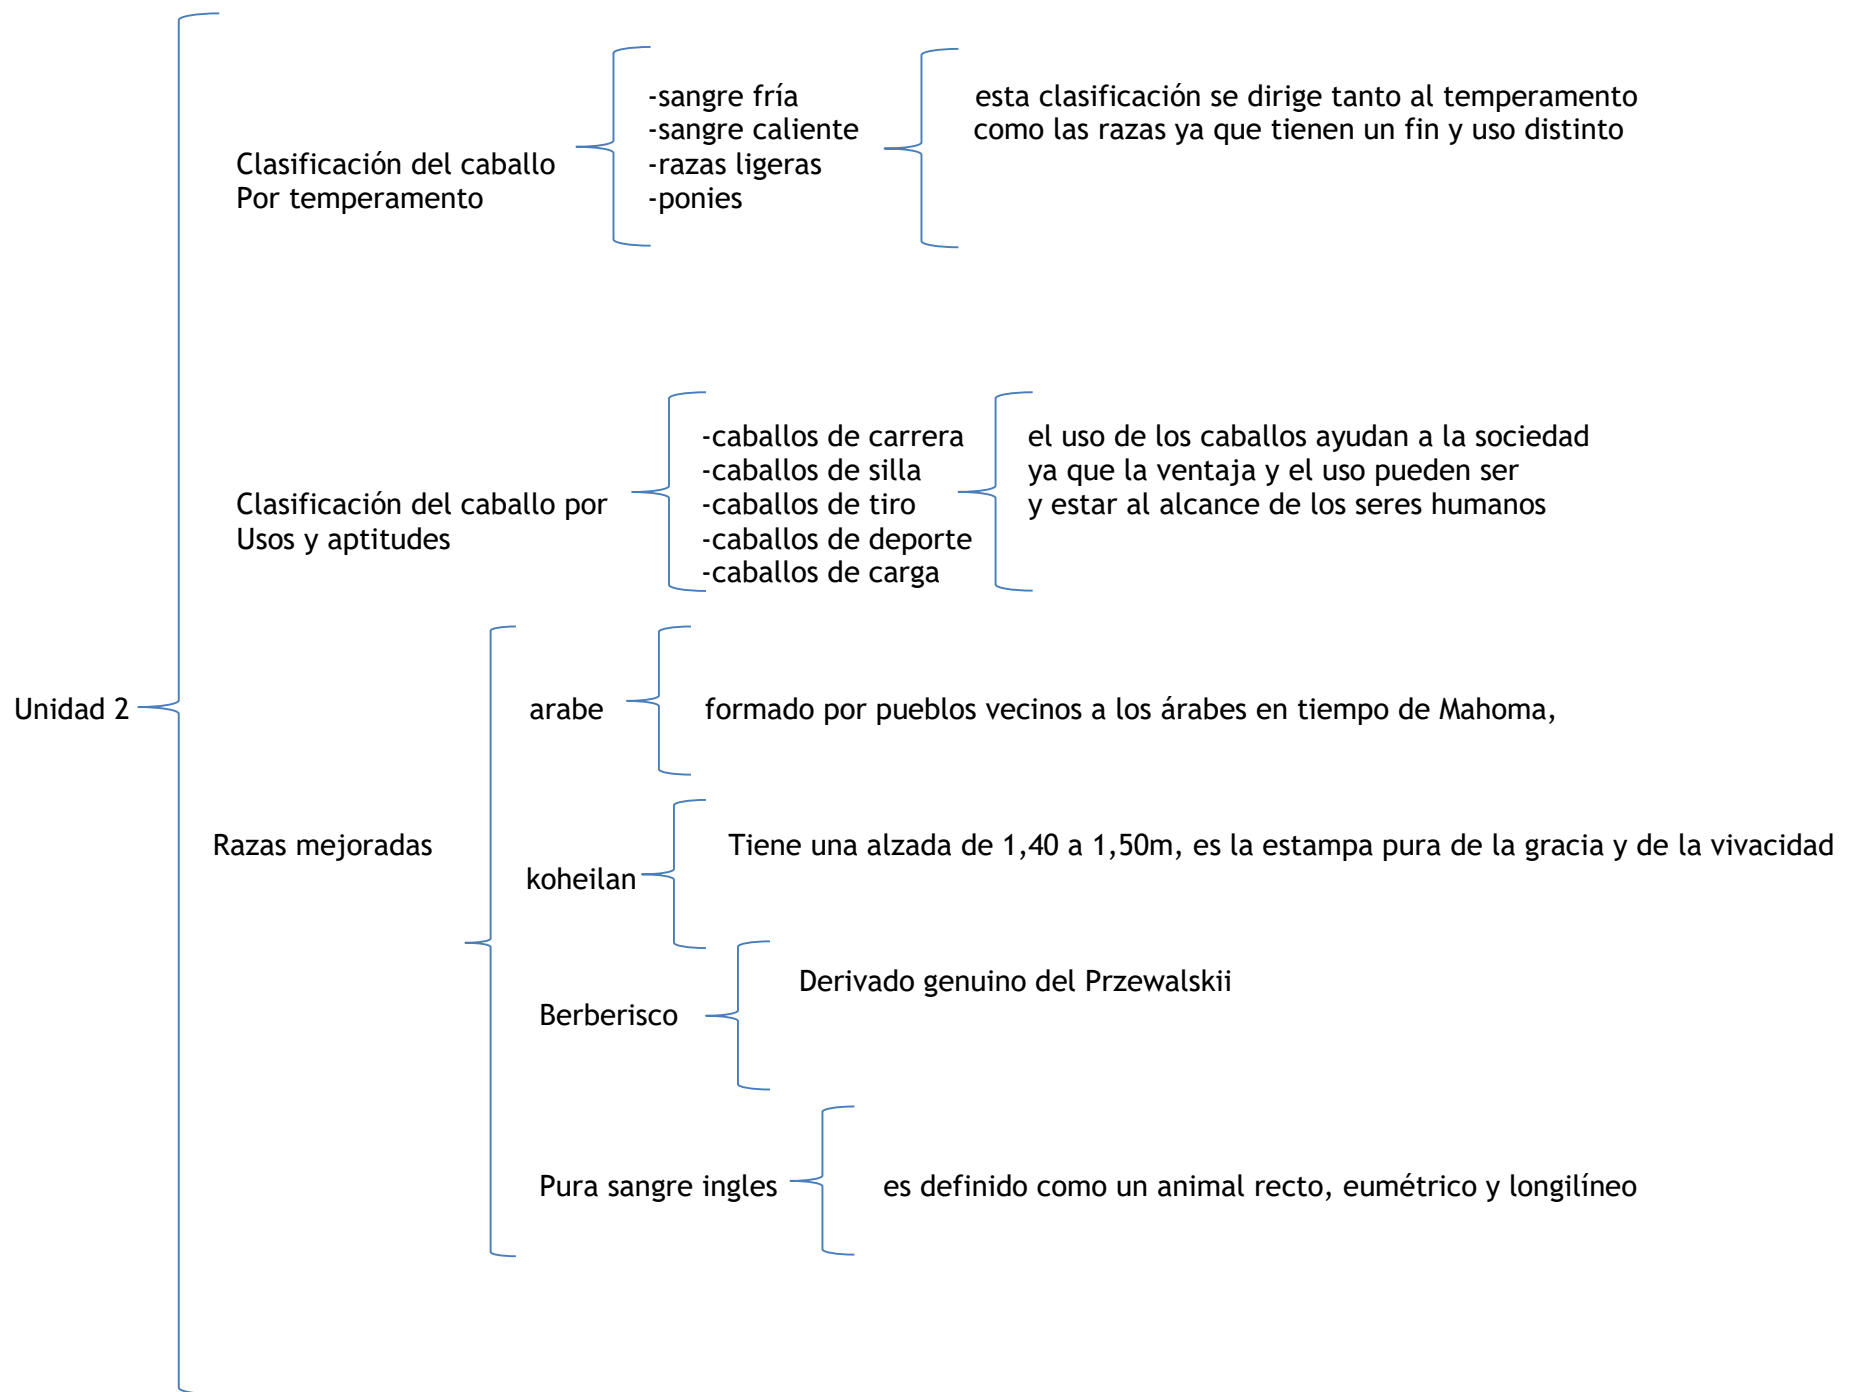 -sangre fría
-sangre caliente
-razas ligeras
-ponies
esta clasificación se dirige tanto al temperamento
como las razas ya que tienen un fin y uso distinto
Clasificación del caballo
Por temperamento
-caballos de carrera
-caballos de silla
-caballos de tiro
-caballos de deporte
-caballos de carga
el uso de los caballos ayudan a la sociedad
ya que la ventaja y el uso pueden ser
y estar al alcance de los seres humanos
Clasificación del caballo por
Usos y aptitudes
Unidad 2
arabe
formado por pueblos vecinos a los árabes en tiempo de Mahoma,
Razas mejoradas
Tiene una alzada de 1,40 a 1,50m, es la estampa pura de la gracia y de la vivacidad
koheilan
Derivado genuino del Przewalskii
Berberisco
Pura sangre ingles
es definido como un animal recto, eumétrico y longilíneo